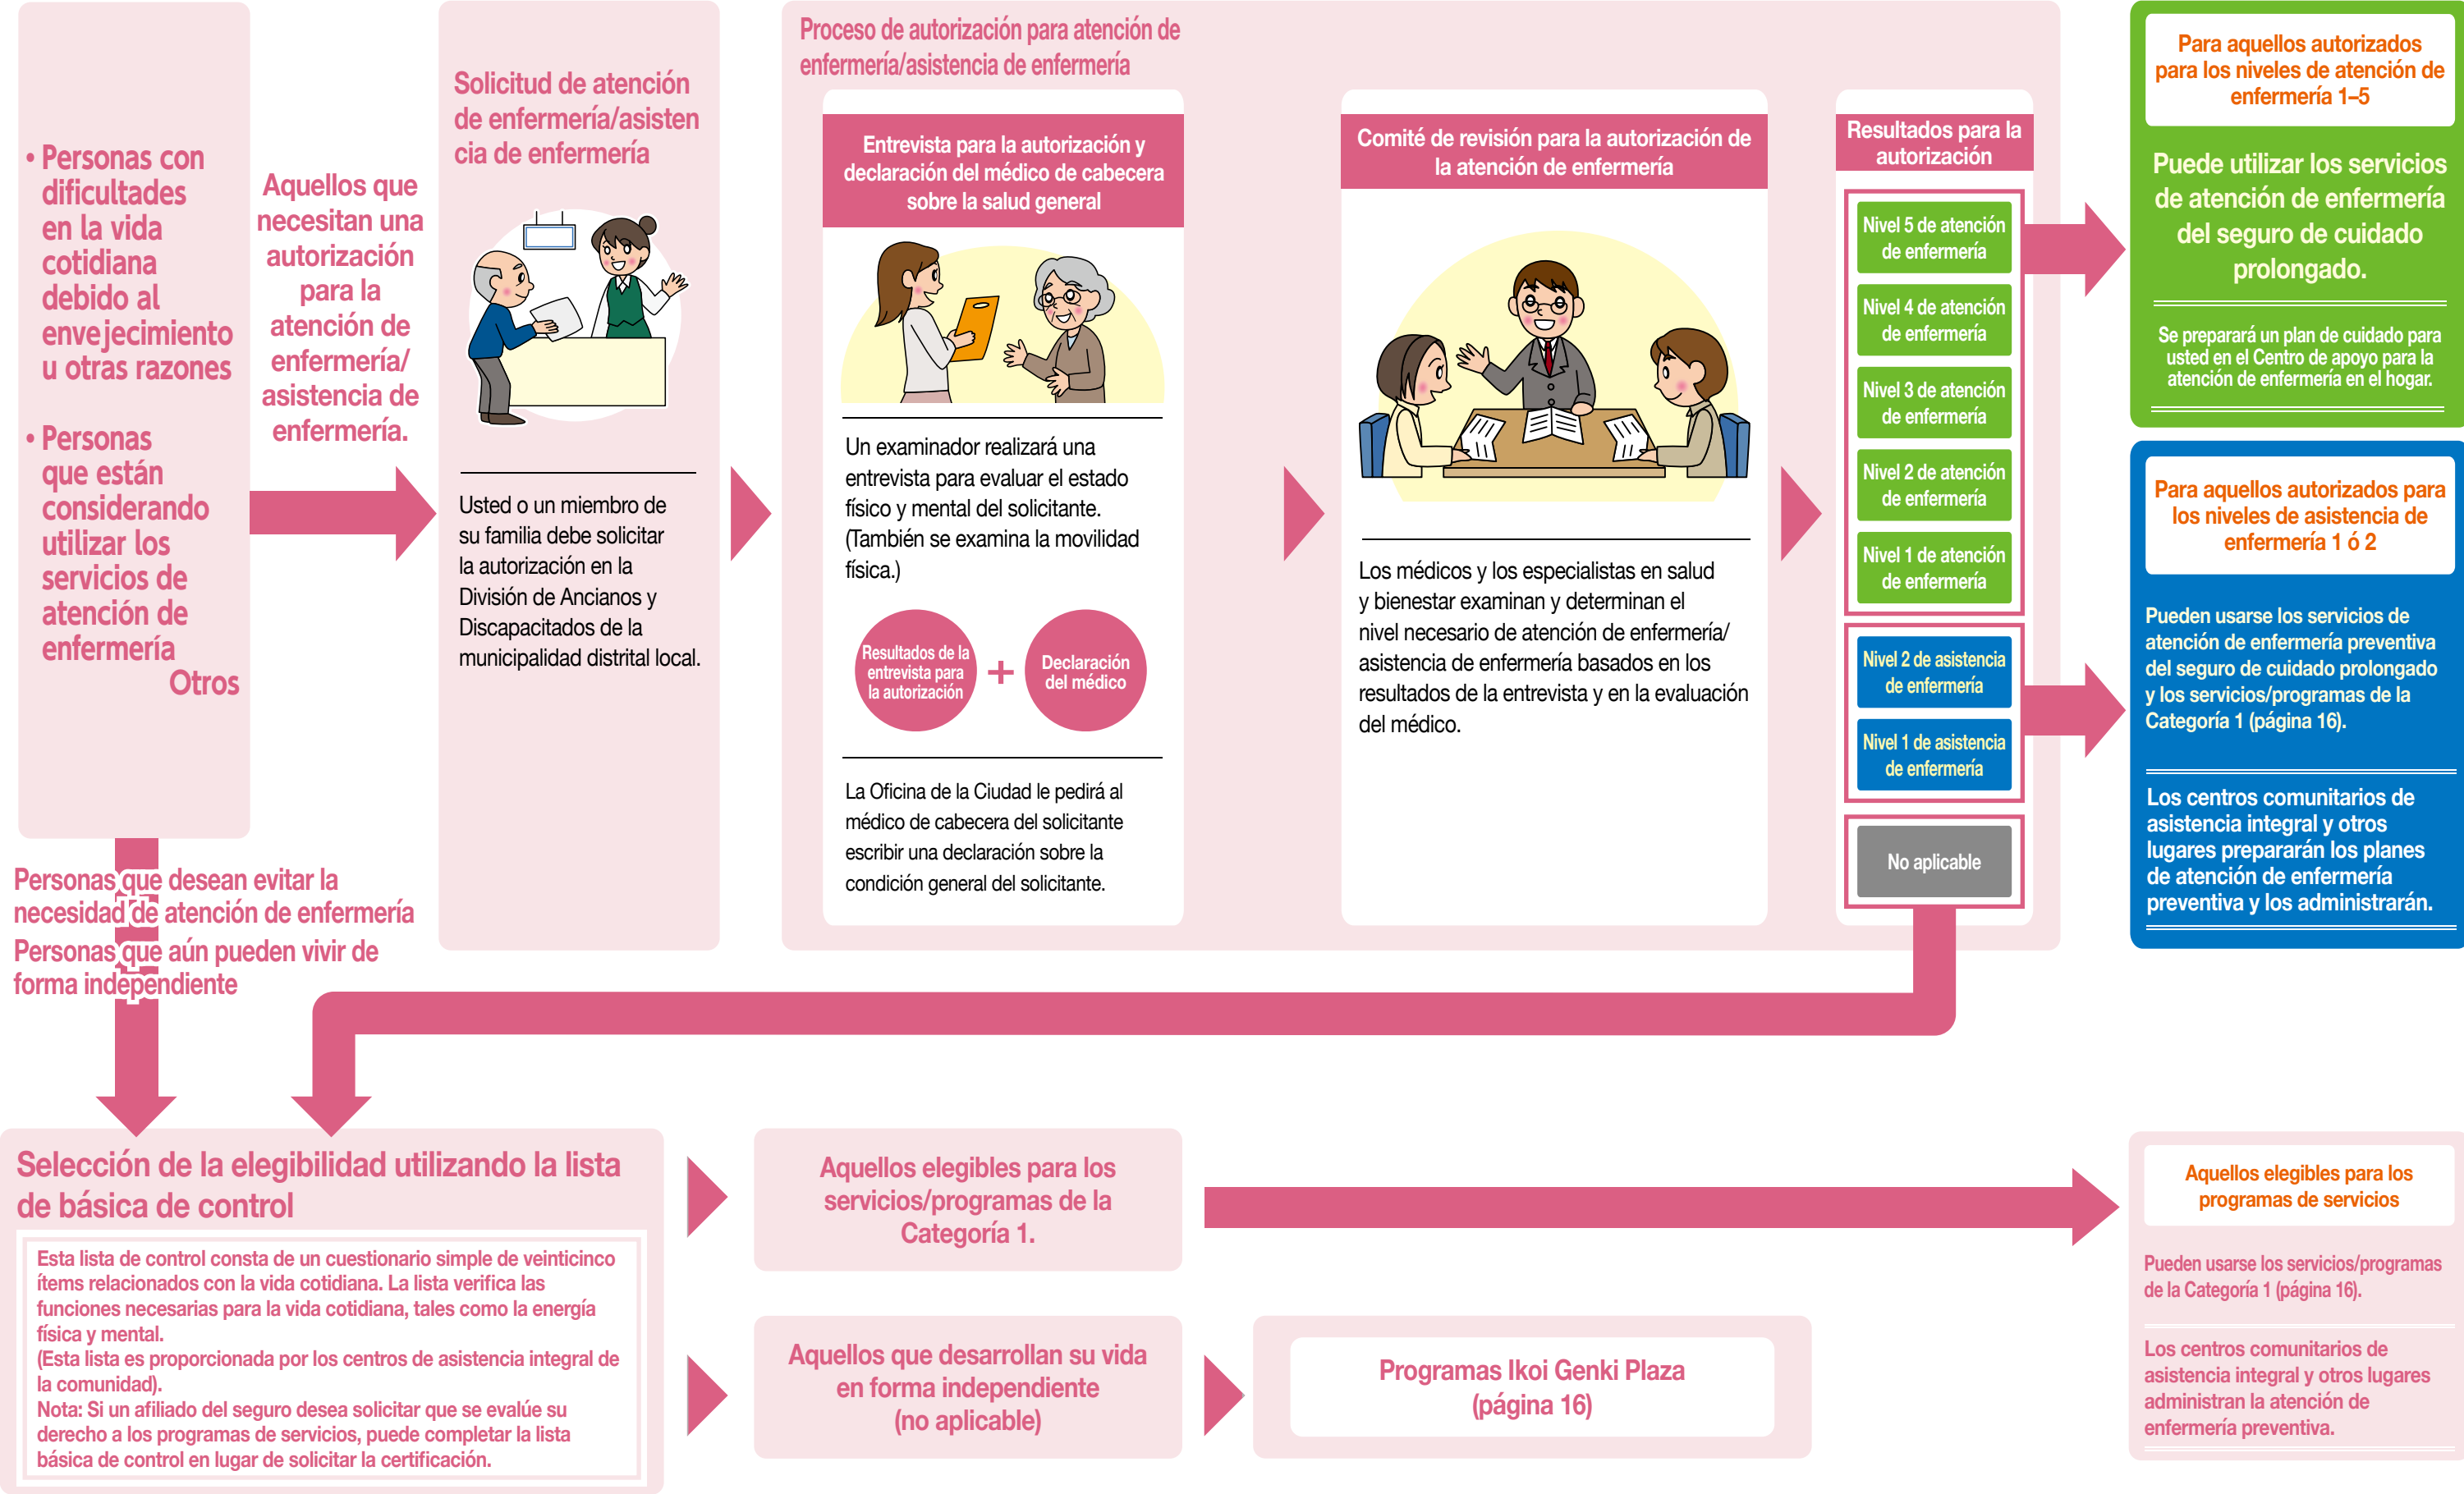 • Personas con
dificultades
en la vida
cotidiana
debido al
envejecimiento
u otras razones
• Personas
que están
considerando
utilizar los
servicios de
atención de
enfermería
Otros
Aquellos que
necesitan una
autorización
para la
atención de
enfermería/
asistencia de
enfermería.
Solicitud de atención
de enfermería/asisten
cia de enfermería
Usted o un miembro de
su familia debe solicitar
la autorización en la
División de Ancianos y
Discapacitados de la
municipalidad distrital local.
Proceso de autorización para atención de
enfermería/asistencia de enfermería
Entrevista para la autorización y
declaración del médico de cabecera
sobre la salud general
Un examinador realizará una
entrevista para evaluar el estado
físico y mental del solicitante.
(También se examina la movilidad
física.)
Resultados de la
entrevista para
la autorización
+
Declaración
del médico
La Oficina de la Ciudad le pedirá al
médico de cabecera del solicitante
escribir una declaración sobre la
condición general del solicitante.
Comité de revisión para la autorización de
la atención de enfermería
Los médicos y los especialistas en salud
y bienestar examinan y determinan el
nivel necesario de atención de enfermería/
asistencia de enfermería basados en los
resultados de la entrevista y en la evaluación
del médico.
Resultados para la
autorización
Nivel 5 de atención
de enfermería
Nivel 4 de atención
de enfermería
Nivel 3 de atención
de enfermería
Nivel 2 de atención
de enfermería
Nivel 1 de atención
de enfermería
Nivel 2 de asistencia
de enfermería
Nivel 1 de asistencia
de enfermería
No aplicable
Para aquellos autorizados
para los niveles de atención de
enfermería 1–5
Puede utilizar los servicios
de atención de enfermería
del seguro de cuidado
prolongado.
Se preparará un plan de cuidado para
usted en el Centro de apoyo para la
atención de enfermería en el hogar.
Para aquellos autorizados para
los niveles de asistencia de
enfermería 1 ó 2
Pueden usarse los servicios de
atención de enfermería preventiva
del seguro de cuidado prolongado
y los servicios/programas de la
Categoría 1 (página 16).
Los centros comunitarios de
asistencia integral y otros
lugares prepararán los planes
de atención de enfermería
preventiva y los administrarán.
Personas que desean evitar la
necesidad de atención de enfermería
Personas que aún pueden vivir de
forma independiente
Selección de la elegibilidad utilizando la lista
de básica de control
Esta lista de control consta de un cuestionario simple de veinticinco
ítems relacionados con la vida cotidiana. La lista verifica las
funciones necesarias para la vida cotidiana, tales como la energía
física y mental.
(Esta lista es proporcionada por los centros de asistencia integral de
la comunidad).
Nota: Si un afiliado del seguro desea solicitar que se evalúe su
derecho a los programas de servicios, puede completar la lista
básica de control en lugar de solicitar la certificación.
Aquellos elegibles para los
servicios/programas de la
Categoría 1.
Aquellos que desarrollan su vida
en forma independiente
(no aplicable)
Programas Ikoi Genki Plaza
(página 16)
Aquellos elegibles para los
programas de servicios
Pueden usarse los servicios/programas
de la Categoría 1 (página 16).
Los centros comunitarios de
asistencia integral y otros lugares
administran la atención de
enfermería preventiva.